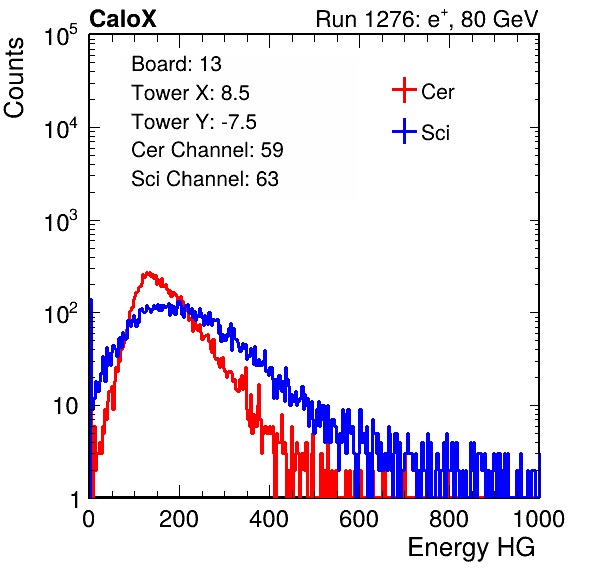 CaloX Run 1276: e⁺, 80 GeV
Counts
Board: 13
Tower X: 8.5
Tower Y: -7.5
Cer Channel: 59
Sci Channel: 63
Cer
Sci
10⁵
10⁴
10³
10²
10
1
0 200 400 600 800 1000
Energy HG